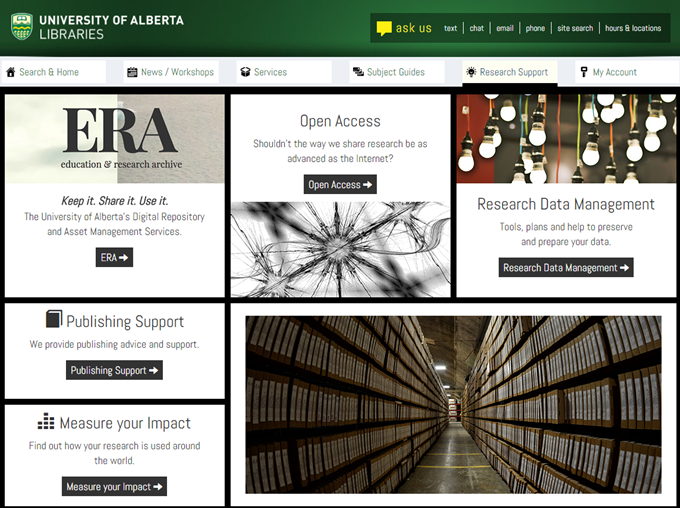 UNIVERSITY OF ALBERTA
LIBRARIES
ask us
text
chat
email
phone
site search
hours & locations
Search & Home
News / Workshops
Services
Subject Guides
Research Support
My Account
ERA
education & research archive
Keep it. Share it. Use it.
The University of Alberta's Digital Repository
and Asset Management Services.
ERA
Open Access
Shouldn't the way we share research be as
advanced as the Internet?
Open Access
Research Data Management
Tools, plans and help to preserve
and prepare your data.
Research Data Management
Publishing Support
We provide publishing advice and support.
Publishing Support
Measure your Impact
Find out how your research is used around
the world.
Measure your Impact